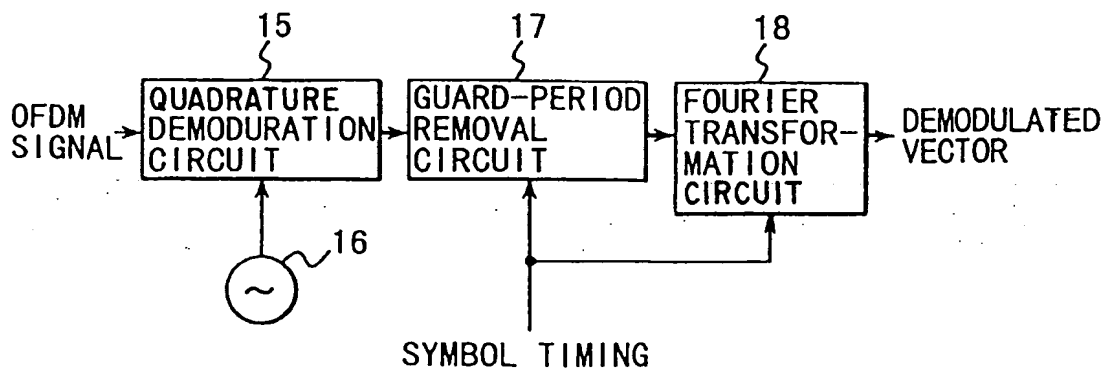 15
17
18
OFDM
SIGNAL
QUADRATURE
DEMODURATION
CIRCUIT
GUARD-PERIOD
REMOVAL
CIRCUIT
FOURIER
TRANSFOR-
MATION
CIRCUIT
DEMODULATED
VECTOR
16
~
SYMBOL TIMING